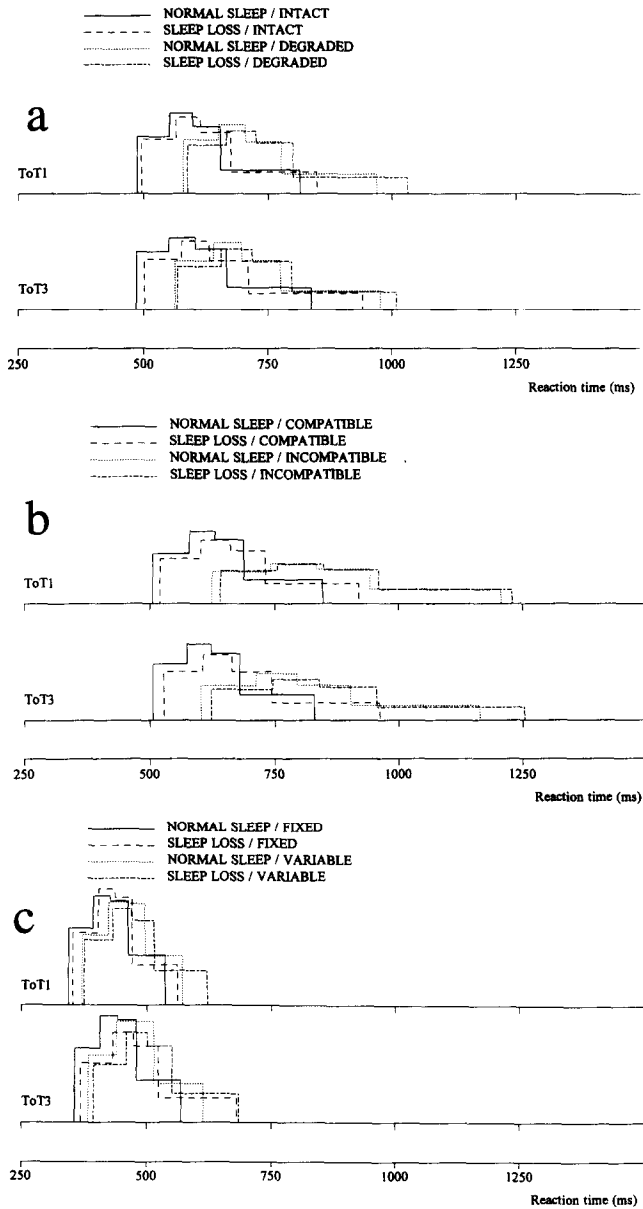 NORMAL SLEEP / INTACT
SLEEP LOSS / INTACT
NORMAL SLEEP / DEGRADED
SLEEP LOSS / DEGRADED
a
ToT1
ToT3
250 500 750 1000 1250
Reaction time (ms)
NORMAL SLEEP / COMPATIBLE
SLEEP LOSS / COMPATIBLE
NORMAL SLEEP / INCOMPATIBLE
SLEEP LOSS / INCOMPATIBLE
b
ToT1
ToT3
250 500 750 1000 1250
Reaction time (ms)
NORMAL SLEEP / FIXED
SLEEP LOSS / FIXED
NORMAL SLEEP / VARIABLE
SLEEP LOSS / VARIABLE
c
ToT1
ToT3
250 500 750 1000 1250
Reaction time (ms)